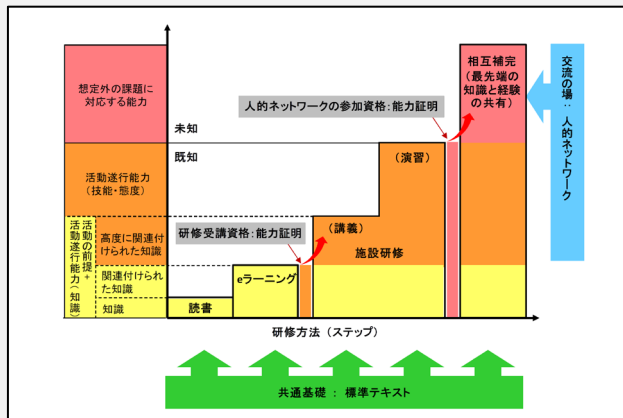 想定外の課題に
対応する能力
未知
既知
活動遂行能力
(技能・態度)
活動の前提+
活動遂行能力(知識)
高度に関連付
けられた知識
関連付けられ
た知識
知識
読書
eラーニング
研修受講資格:能力証明
(講義)
施設研修
(演習)
人的ネットワークの参加資格:能力証明
相互補完
(最先端の
知識と経験
の共有)
交流の場:人的ネットワーク
研修方法(ステップ)
共通基礎 : 標準テキスト